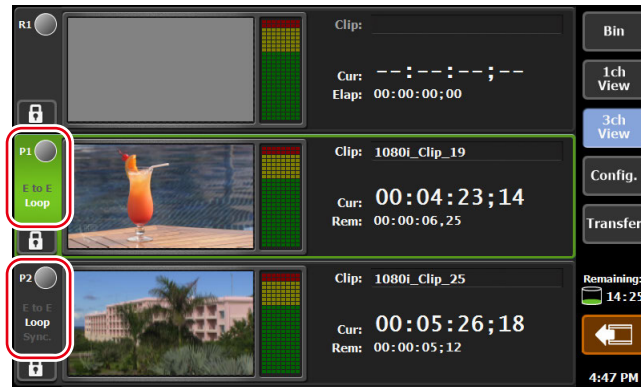 R1
Clip:
Cur: --:--:--;--
Elap: 00:00:00;00
P1
E to E
Loop
Clip: 1080i_Clip_19
Cur: 00:04:23;14
Rem: 00:00:06,25
P2
E to E
Loop
Sync.
Clip: 1080i_Clip_25
Cur: 00:05:26;18
Rem: 00:00:05;12
Bin
1ch
View
3ch
View
Config.
Transfer
Remaining:
14:25
4:47 PM